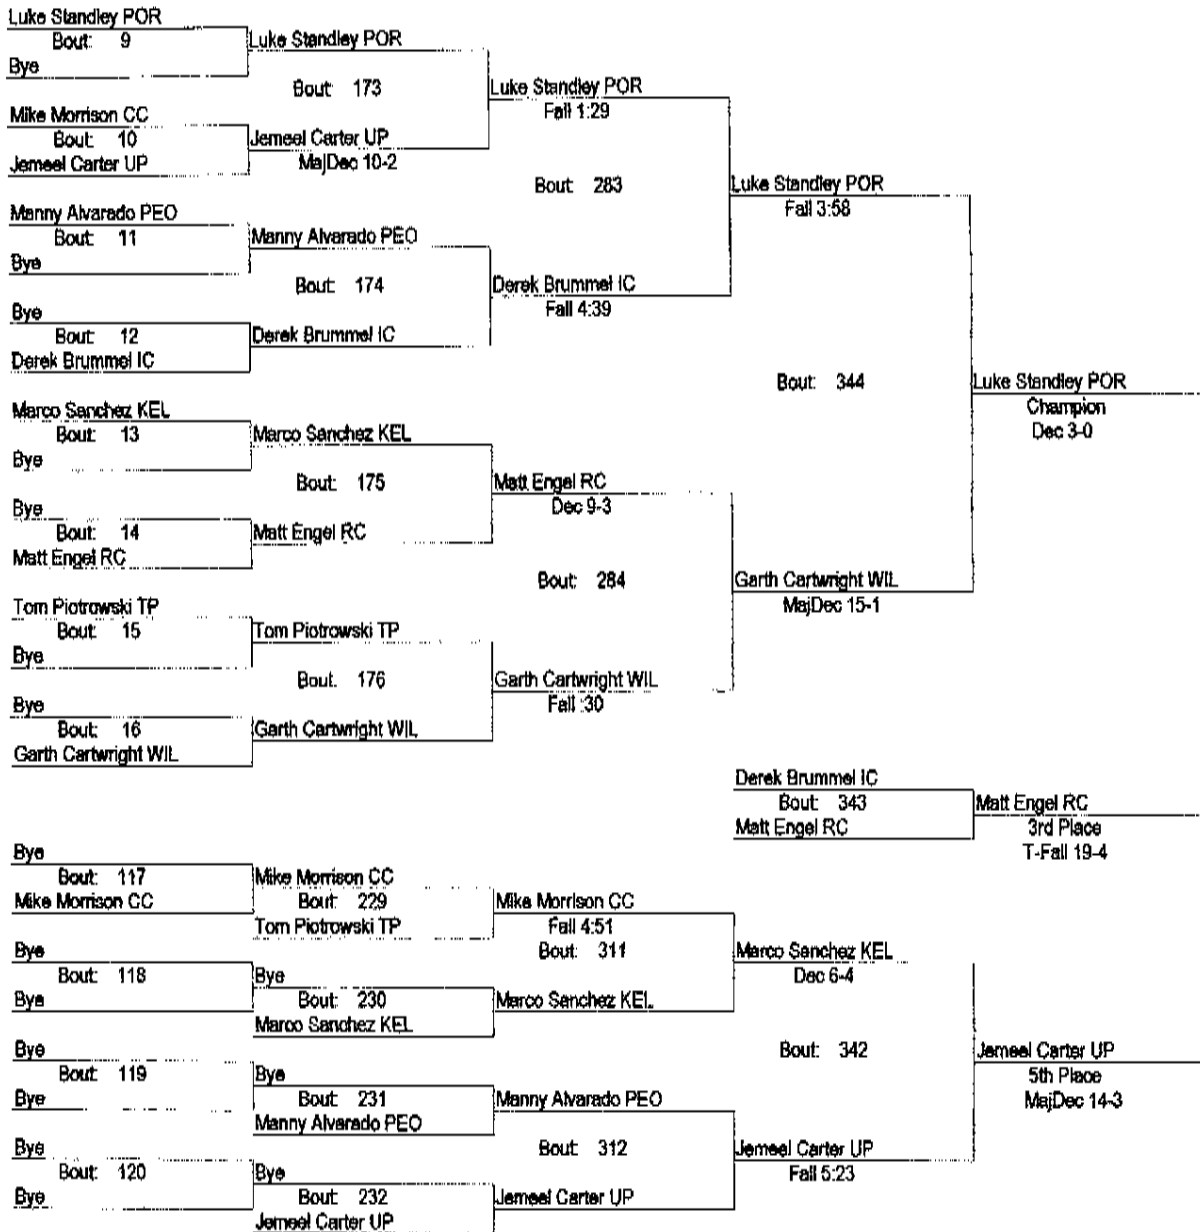 Luke Standley POR
Bout: 9
Bye
Luke Standley POR
Bout: 173
Mike Morrison CC
Bout: 10
Jemeel Carter UP
Jemeel Carter UP
MajDec 10-2
Luke Standley POR
Fall 1:29
Bout: 283
Manny Alvarado PEO
Bout: 11
Bye
Manny Alvarado PEO
Bout: 174
Bye
Bout: 12
Derek Brummel IC
Derek Brummel IC
Derek Brummel IC
Fall 4:39
Luke Standley POR
Fall 3:58
Bout: 344
Marco Sanchez KEL
Bout: 13
Bye
Marco Sanchez KEL
Bout: 175
Bye
Bout: 14
Matt Engel RC
Matt Engel RC
Matt Engel RC
Dec 9-3
Bout: 284
Tom Piotrowski TP
Bout: 15
Bye
Tom Piotrowski TP
Bout: 176
Bye
Bout: 16
Garth Cartwright WIL
Garth Cartwright WIL
Garth Cartwright WIL
Fall :30
Garth Cartwright WIL
MajDec 15-1
Luke Standley POR
Champion
Dec 3-0
Derek Brummel IC
Bout: 343
Matt Engel RC
Matt Engel RC
3rd Place
T-Fall 19-4
Bye
Bout: 117
Mike Morrison CC
Mike Morrison CC
Bout: 229
Tom Piotrowski TP
Mike Morrison CC
Fall 4:51
Bout: 311
Bye
Bout: 118
Bye
Bye
Bout: 230
Marco Sanchez KEL
Marco Sanchez KEL
Marco Sanchez KEL
Dec 6-4
Bout: 342
Bye
Bout: 119
Bye
Bye
Bout: 231
Manny Alvarado PEO
Manny Alvarado PEO
Bout: 312
Bye
Bout: 120
Bye
Bye
Bout: 232
Jemeel Carter UP
Jemeel Carter UP
Jemeel Carter UP
Fall 5:23
Jemeel Carter UP
5th Place
MajDec 14-3